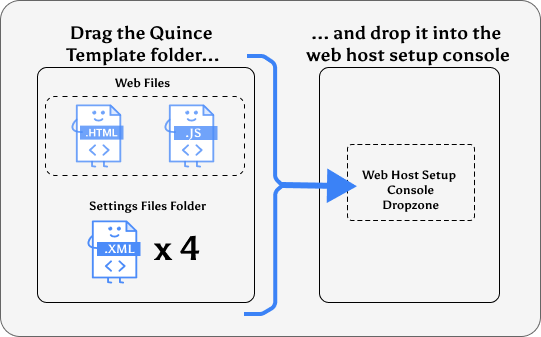 Drag the Quince
Template folder...
... and drop it into the
web host setup console
Web Files
.HTML
.JS
Settings Files Folder
.XML
x 4
Web Host Setup
Console
Dropzone